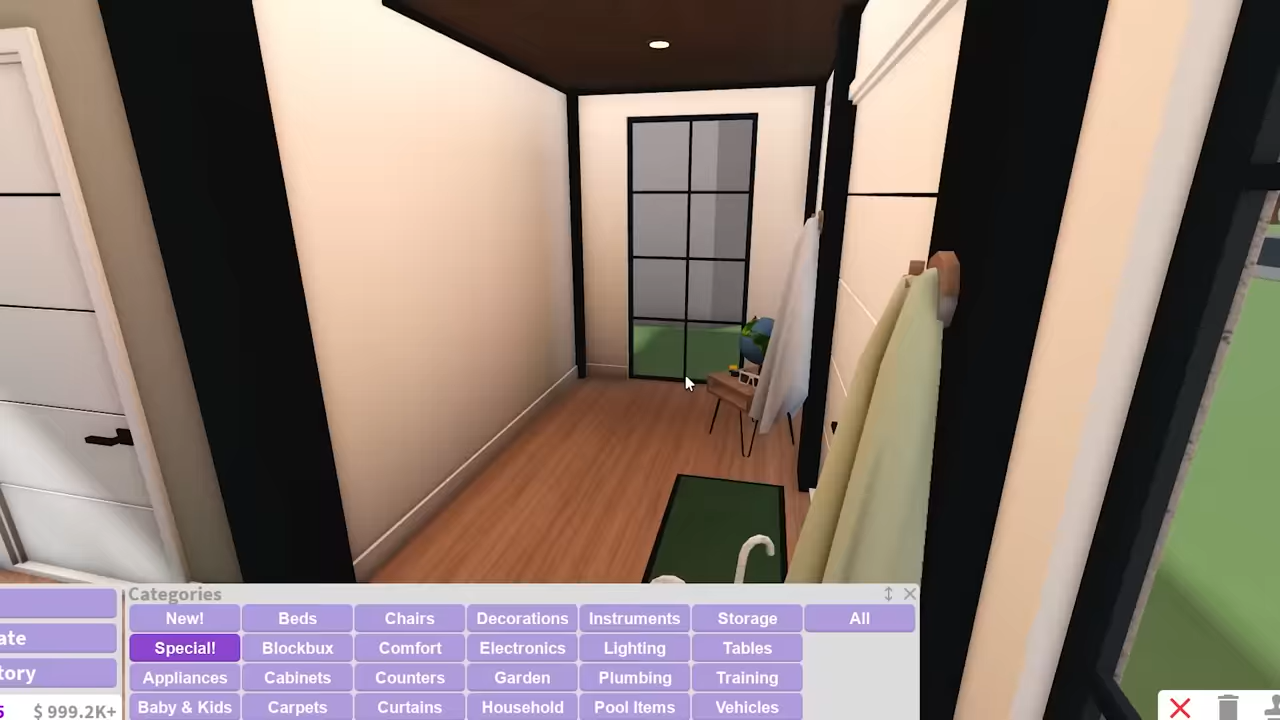 Categories
New! Beds Chairs Decorations Instruments Storage All
ate Special! Blockbux Comfort Electronics Lighting Tables
tory Appliances Cabinets Counters Garden Plumbing Training
5 $ 999.2K+ Baby & Kids Carpets Curtains Household Pool Items Vehicles